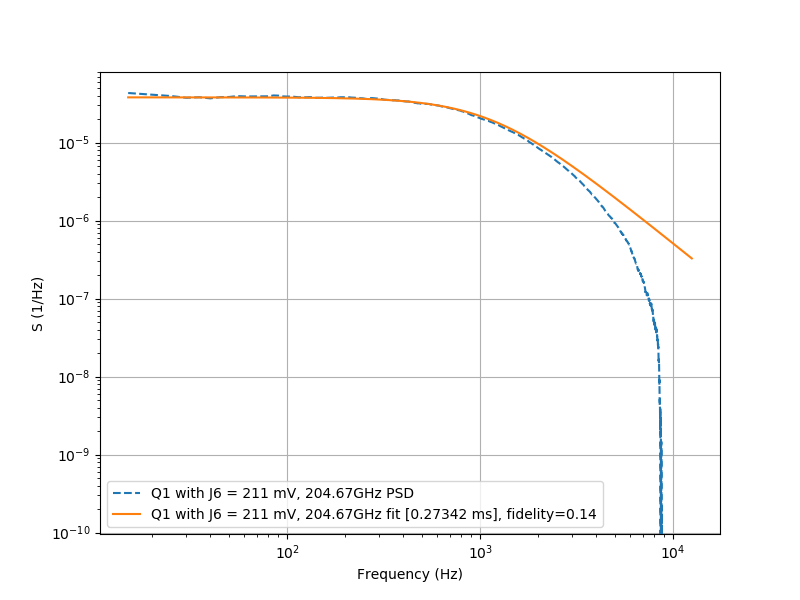 10⁻⁵
10⁻⁶
10⁻⁷
10⁻⁸
10⁻⁹
10⁻¹⁰
S (1/Hz)
Q1 with J6 = 211 mV, 204.67GHz PSD
Q1 with J6 = 211 mV, 204.67GHz fit [0.27342 ms], fidelity=0.14
10² 10³ 10⁴
Frequency (Hz)